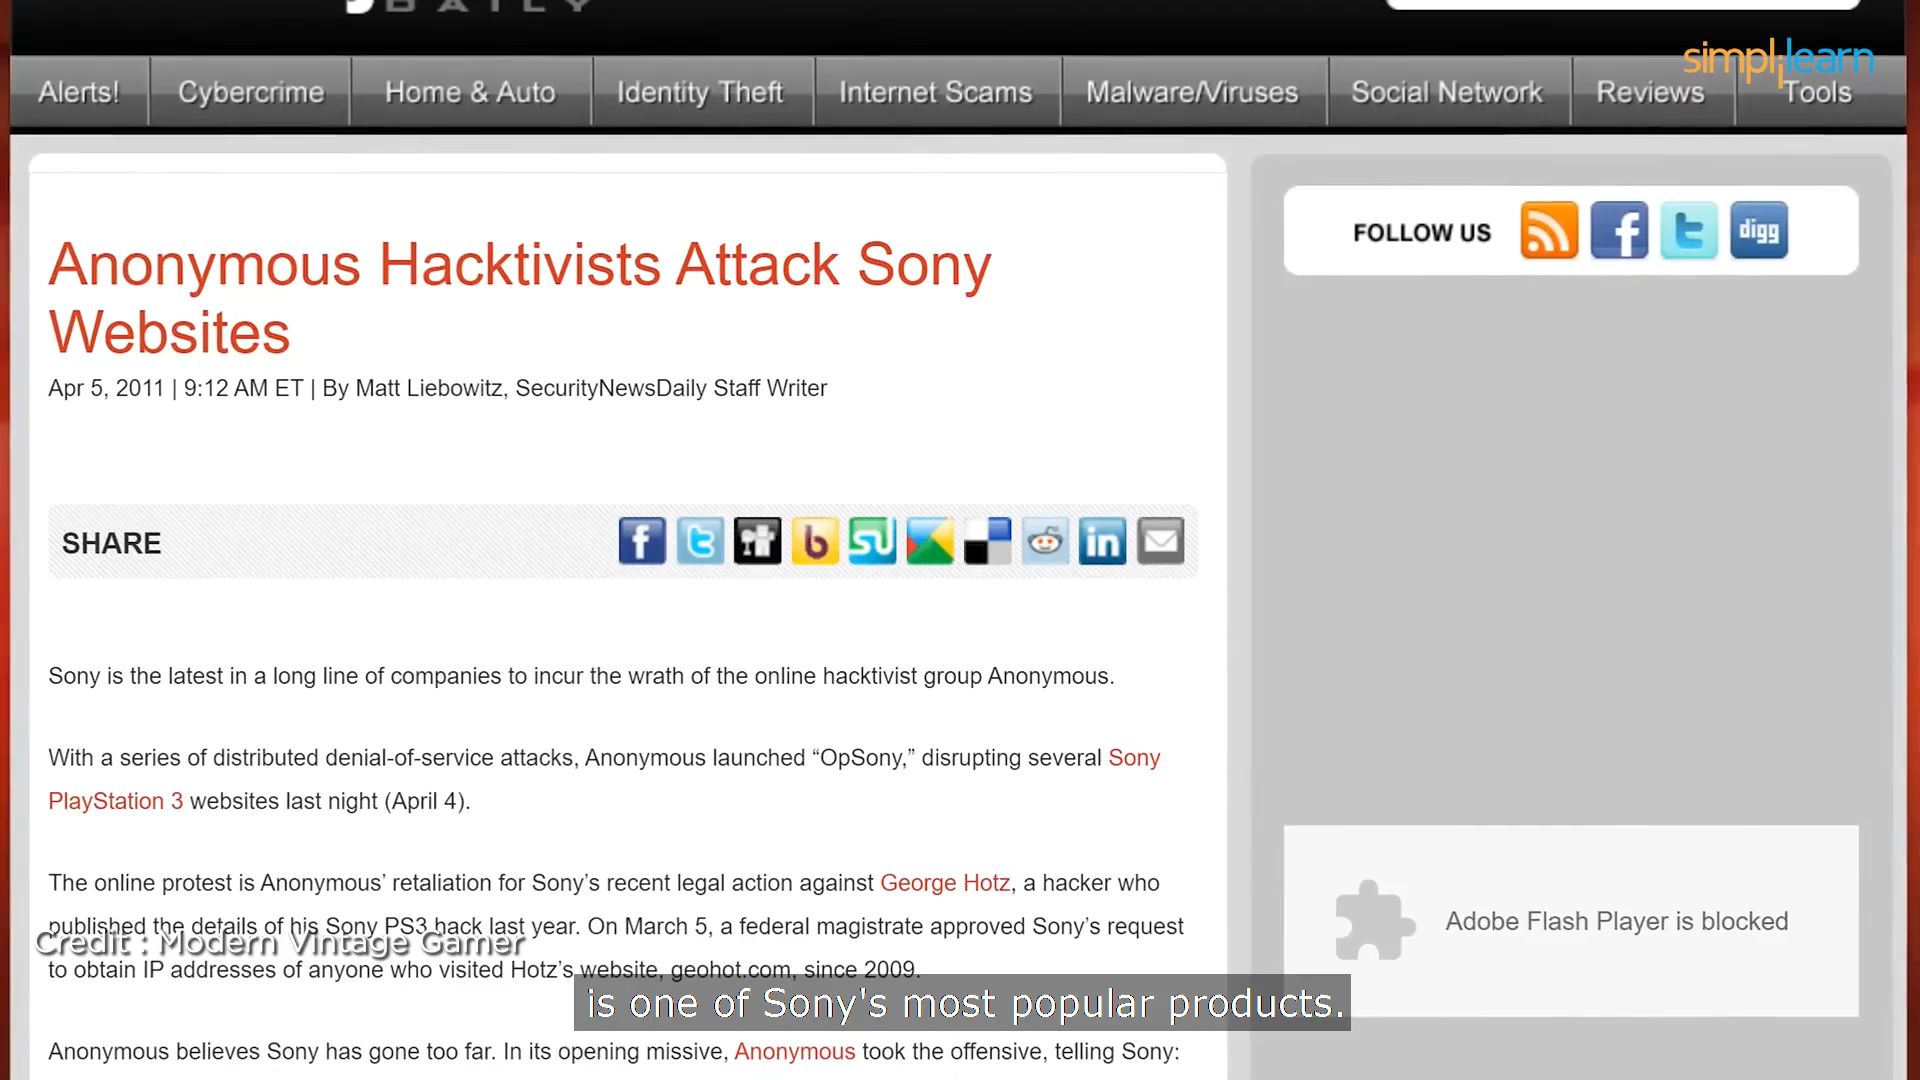 DAILY
simplilearn
Alerts! Cybercrime Home & Auto Identity Theft Internet Scams Malware/Viruses Social Network Reviews Tools
Anonymous Hacktivists Attack Sony
Websites
Apr 5, 2011 | 9:12 AM ET | By Matt Liebowitz, SecurityNewsDaily Staff Writer
FOLLOW US
digg
SHARE
Sony is the latest in a long line of companies to incur the wrath of the online hacktivist group Anonymous.
With a series of distributed denial-of-service attacks, Anonymous launched “OpSony,” disrupting several Sony
PlayStation 3 websites last night (April 4).
The online protest is Anonymous’ retaliation for Sony’s recent legal action against George Hotz, a hacker who
published the details of his Sony PS3 hack last year. On March 5, a federal magistrate approved Sony’s request
Credit : Modern Vintage Gamer
to obtain IP addresses of anyone who visited Hotz’s website, geohot.com, since 2009.
Adobe Flash Player is blocked
is one of Sony's most popular products.
Anonymous believes Sony has gone too far. In its opening missive, Anonymous took the offensive, telling Sony: